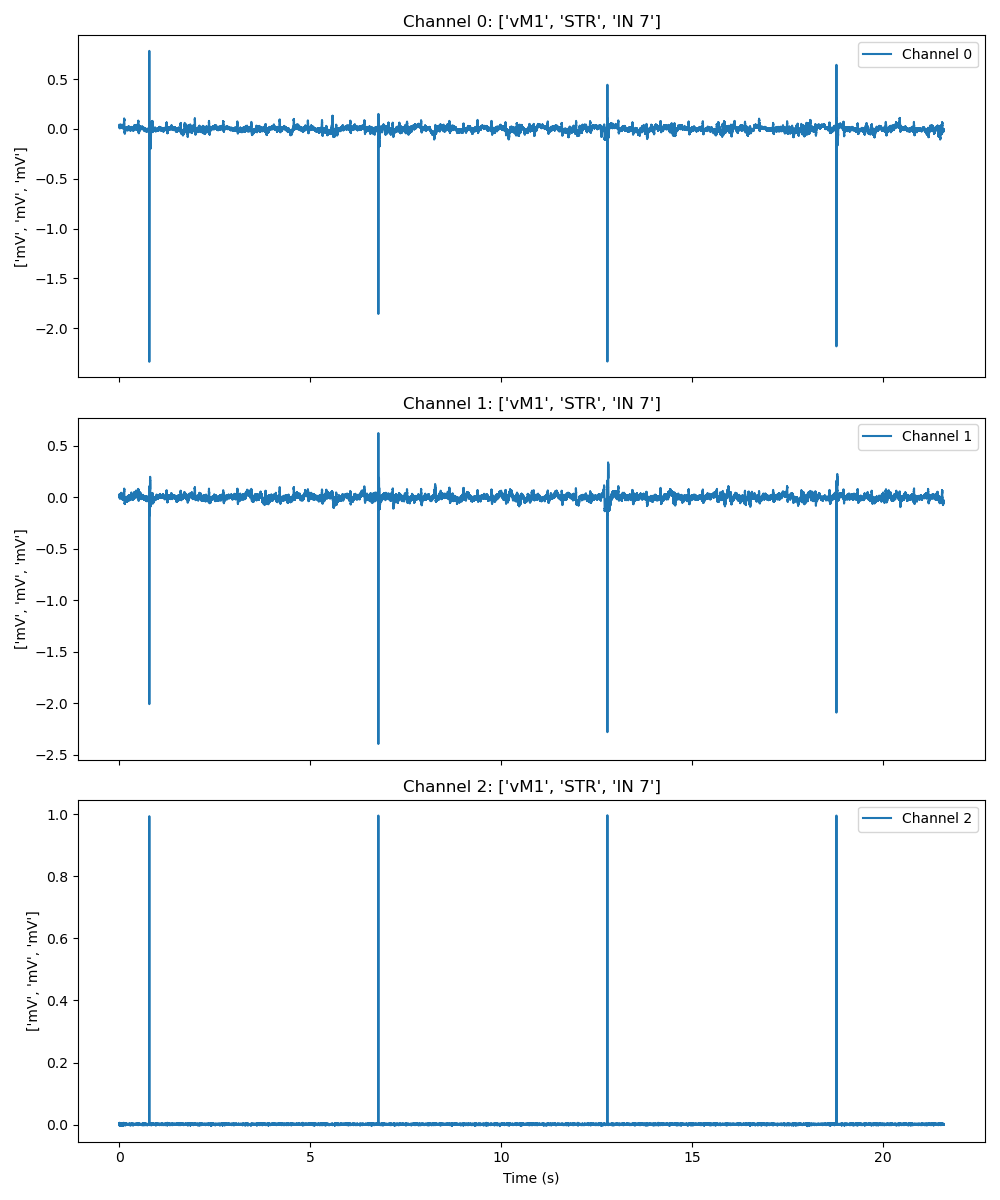 Channel 0: ['vM1', 'STR', 'IN 7']
Channel 0
0.5
0.0
−0.5
−1.0
−1.5
−2.0
['mV', 'mV', 'mV']
Channel 1: ['vM1', 'STR', 'IN 7']
Channel 1
0.5
0.0
−0.5
−1.0
−1.5
−2.0
−2.5
['mV', 'mV', 'mV']
Channel 2: ['vM1', 'STR', 'IN 7']
Channel 2
1.0
0.8
0.6
0.4
0.2
0.0
['mV', 'mV', 'mV']
0 5 10 15 20
Time (s)